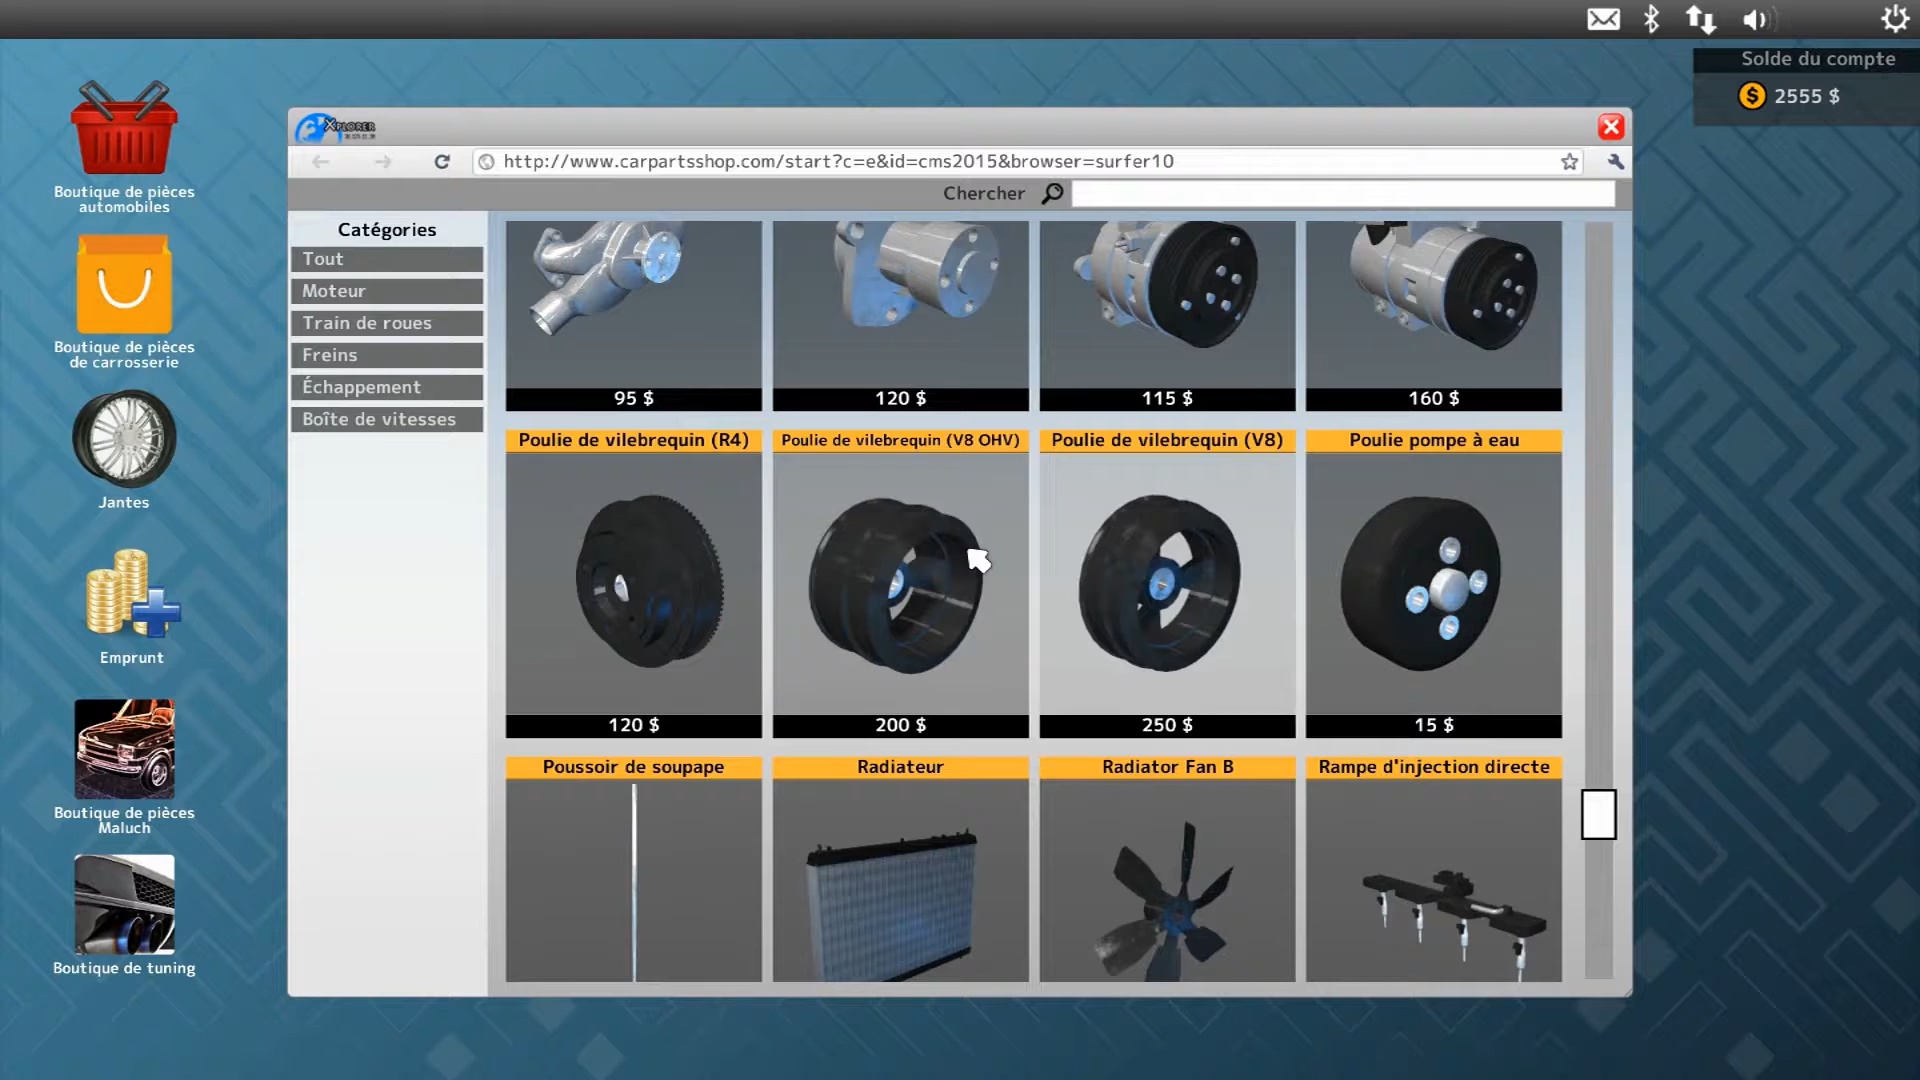 Solde du compte
2555 $
Boutique de pièces
automobiles
Boutique de pièces
de carrosserie
Jantes
Emprunt
Boutique de pièces
Maluch
Boutique de tuning
XPLORER
http://www.carpartsshop.com/start?c=e&id=cms2015&browser=surfer10
Chercher
Catégories
Tout
Moteur
Train de roues
Freins
Échappement
Boîte de vitesses
95 $
120 $
115 $
160 $
Poulie de vilebrequin (R4)
Poulie de vilebrequin (V8 OHV)
Poulie de vilebrequin (V8)
Poulie pompe à eau
120 $
200 $
250 $
15 $
Poussoir de soupape
Radiateur
Radiator Fan B
Rampe d'injection directe